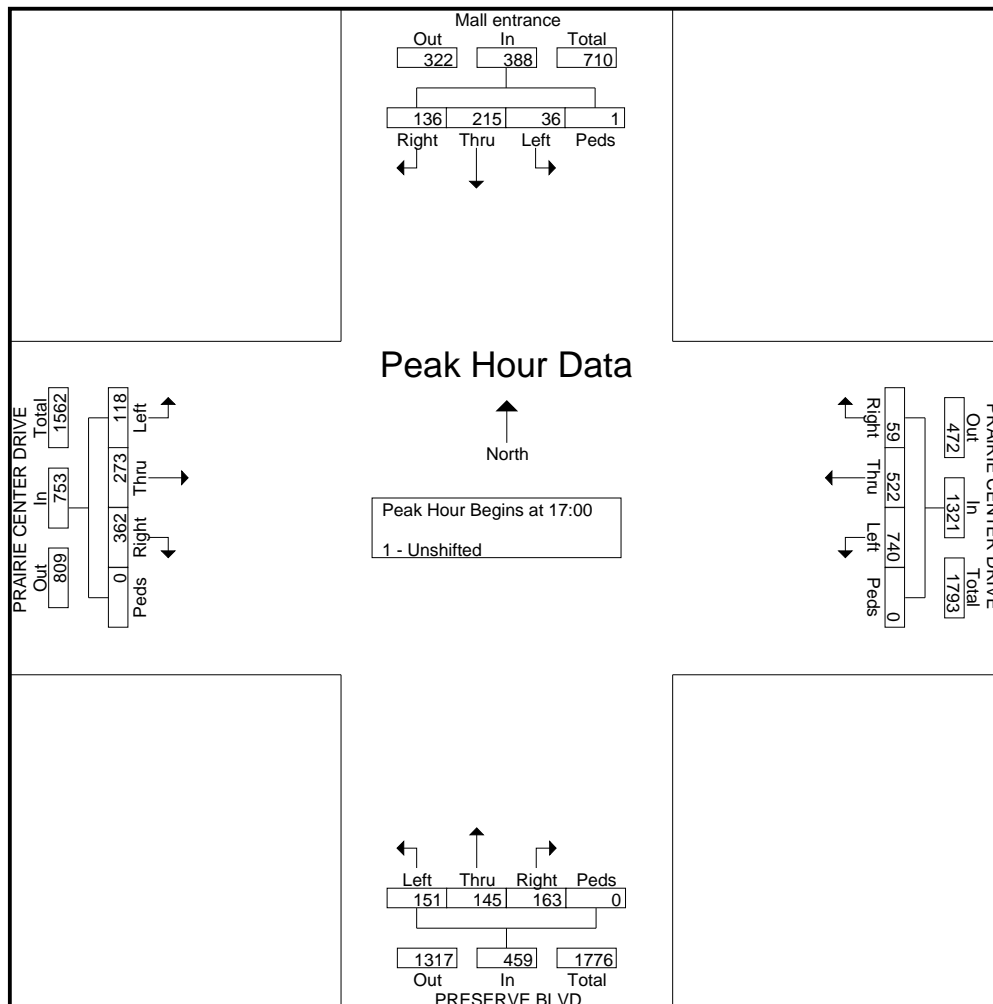 Mall entrance
Out In Total
322 388 710
136 215 36 1
Right Thru Left Peds
Peak Hour Data
North
Peak Hour Begins at 17:00
1 - Unshifted
PRAIRIE CENTER DRIVE
Total In Out
1562 753 809
118 273 362 0
Left Thru Right Peds
PRAIRIE CENTER DRIVE
Out In Total
472 1321 1793
59 522 740 0
Right Thru Left Peds
Left Thru Right Peds
151 145 163 0
1317 459 1776
Out In Total
PRESERVE BLVD